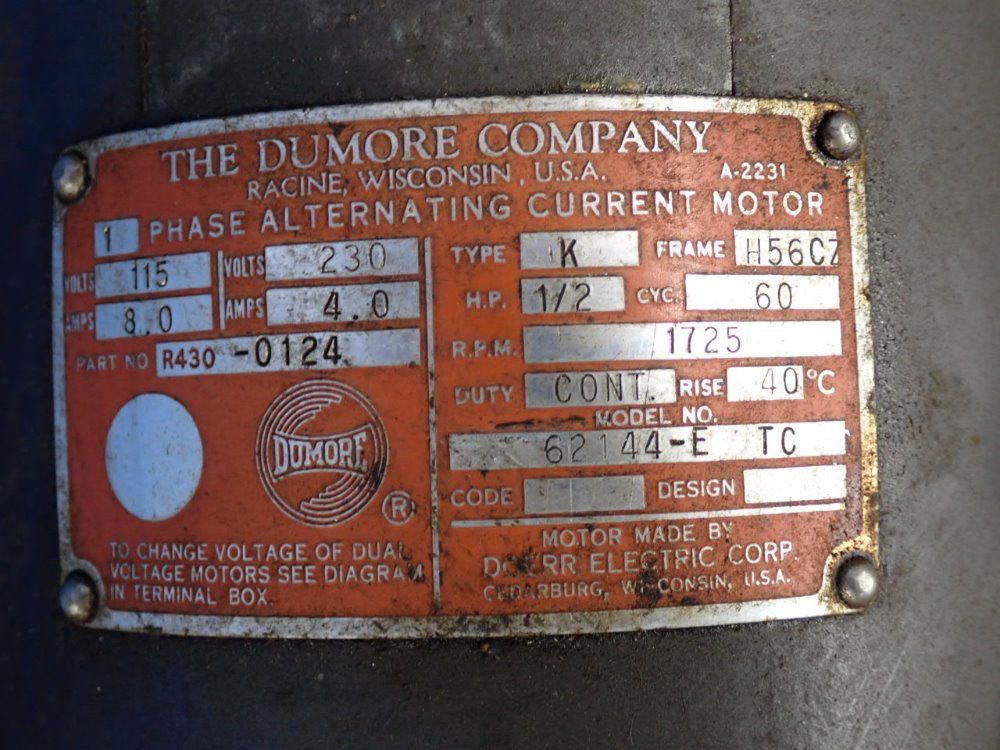 THE DUMORE COMPANY
RACINE, WISCONSIN, U.S.A. A-2231
1 PHASE ALTERNATING CURRENT MOTOR
VOLTS 115 VOLTS 230
AMPS 8.0 AMPS 4.0
PART NO R430 -0124
DUMORE
®
TO CHANGE VOLTAGE OF DUAL
VOLTAGE MOTORS SEE DIAGRAM
IN TERMINAL BOX.
TYPE K FRAME H56CZ
H.P. 1/2 CYC. 60
R.P.M. 1725
DUTY CONT. RISE 40 °C
MODEL NO.
62144-E TC
CODE DESIGN
MOTOR MADE BY
DOERR ELECTRIC CORP
CEDARBURG, WISCONSIN, U.S.A.